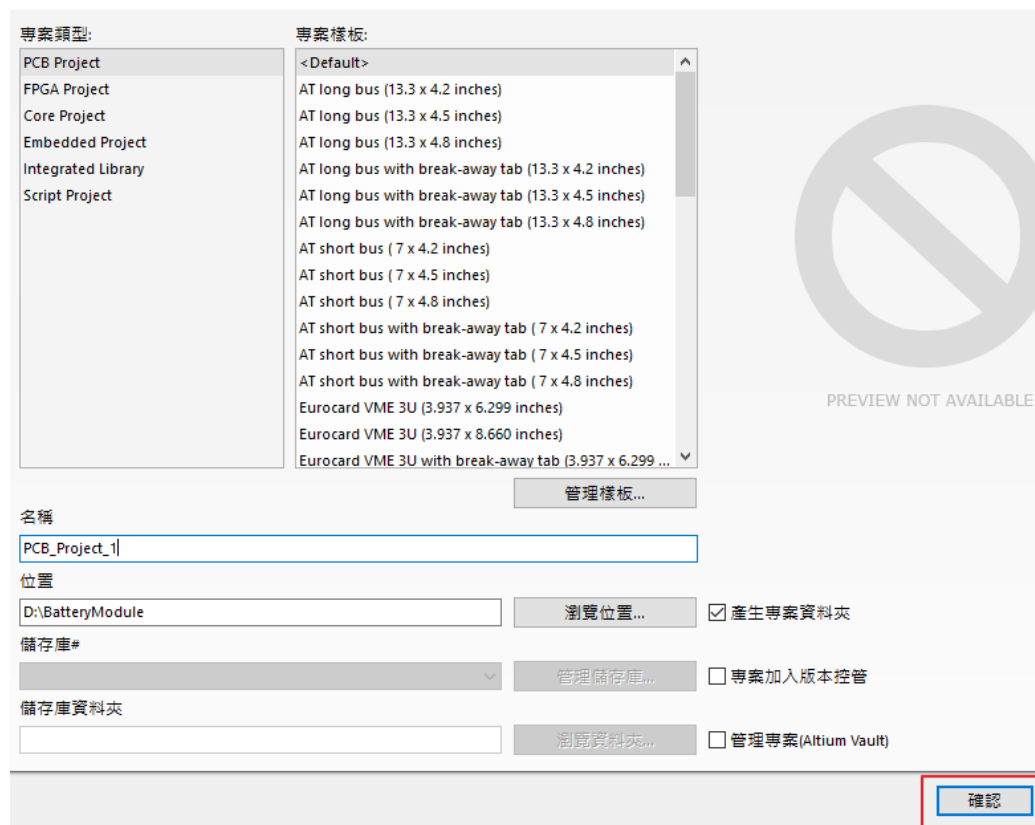 專案類型:
PCB Project
FPGA Project
Core Project
Embedded Project
Integrated Library
Script Project
專案樣板:
<Default>
AT long bus (13.3 x 4.2 inches)
AT long bus (13.3 x 4.5 inches)
AT long bus (13.3 x 4.8 inches)
AT long bus with break-away tab (13.3 x 4.2 inches)
AT long bus with break-away tab (13.3 x 4.5 inches)
AT long bus with break-away tab (13.3 x 4.8 inches)
AT short bus ( 7 x 4.2 inches)
AT short bus ( 7 x 4.5 inches)
AT short bus ( 7 x 4.8 inches)
AT short bus with break-away tab ( 7 x 4.2 inches)
AT short bus with break-away tab ( 7 x 4.5 inches)
AT short bus with break-away tab ( 7 x 4.8 inches)
Eurocard VME 3U (3.937 x 6.299 inches)
Eurocard VME 3U (3.937 x 8.660 inches)
Eurocard VME 3U with break-away tab (3.937 x 6.299 ...
PREVIEW NOT AVAILABLE
管理樣板...
名稱
PCB_Project_1
位置
D:\BatteryModule
瀏覽位置...
產生專案資料夾
儲存庫#
管理儲存庫...
專案加入版本控管
儲存庫資料夾
瀏覽資料夾...
管理專案(Altium Vault)
確認